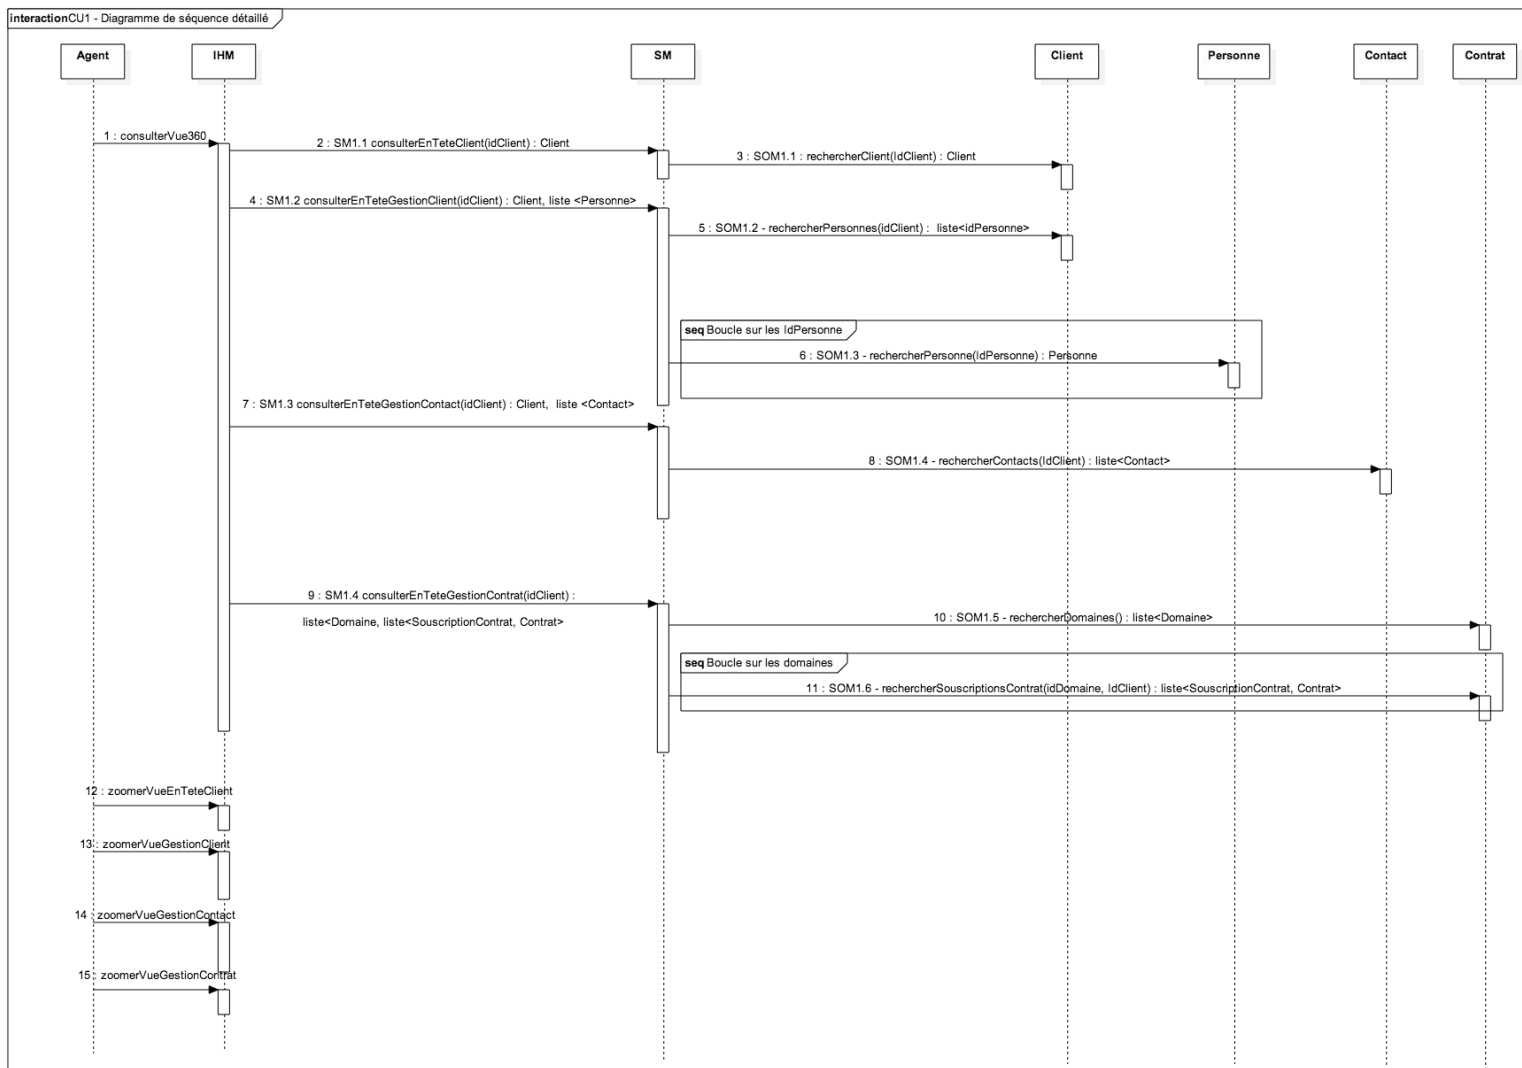 interactionCU1 - Diagramme de séquence détaillé
Agent
IHM
SM
Client
Personne
Contact
Contrat
1 : consulterVue360
2 : SM1.1 consulterEnTeteClient(idClient) : Client
3 : SOM1.1 : rechercherClient(IdClient) : Client
4 : SM1.2 consulterEnTeteGestionClient(idClient) : Client, liste <Personne>
5 : SOM1.2 - rechercherPersonnes(idClient) : liste<idPersonne>
seq Boucle sur les IdPersonne
6 : SOM1.3 - rechercherPersonne(IdPersonne) : Personne
7 : SM1.3 consulterEnTeteGestionContact(idClient) : Client, liste <Contact>
8 : SOM1.4 - rechercherContacts(IdClient) : liste<Contact>
9 : SM1.4 consulterEnTeteGestionContrat(idClient) :
liste<Domaine, liste<SouscriptionContrat, Contrat>
10 : SOM1.5 - rechercherDomaines() : liste<Domaine>
seq Boucle sur les domaines
11 : SOM1.6 - rechercherSouscriptionsContrat(idDomaine, IdClient) : liste<SouscriptionContrat, Contrat>
12 : zoomerVueEnTeteClient
13 : zoomerVueGestionClient
14 : zoomerVueGestionContact
15 : zoomerVueGestionContrat